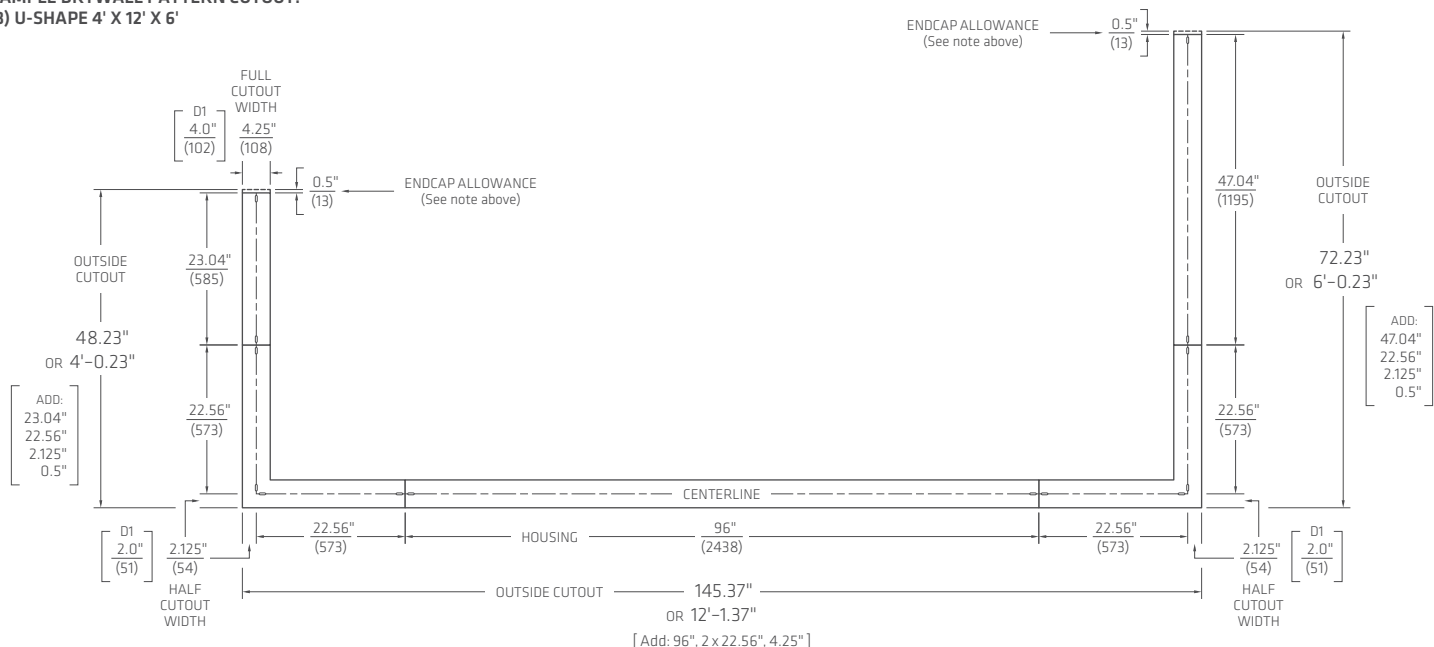 SAMPLE DRYWALL PATTERN CUTOUT:
U-SHAPE 4' X 12' X 6'
ENDCAP ALLOWANCE
(See note above)
0.5"
(13)
FULL
CUTOUT
WIDTH
D1
4.0"
(102)
4.25"
(108)
0.5"
(13)
ENDCAP ALLOWANCE
(See note above)
47.04"
(1195)
OUTSIDE
CUTOUT
72.23"
OR 6'-0.23"
ADD:
47.04"
22.56"
2.125"
0.5"
OUTSIDE
CUTOUT
23.04"
(585)
48.23"
OR 4'-0.23"
ADD:
23.04"
22.56"
2.125"
0.5"
22.56"
(573)
22.56"
(573)
CENTERLINE
D1
2.0"
(51)
2.125"
(54)
HALF
CUTOUT
WIDTH
22.56"
(573)
HOUSING
96"
(2438)
22.56"
(573)
2.125"
(54)
D1
2.0"
(51)
HALF
CUTOUT
WIDTH
OUTSIDE CUTOUT 145.37"
OR 12'-1.37"
[ Add: 96", 2 x 22.56", 4.25" ]